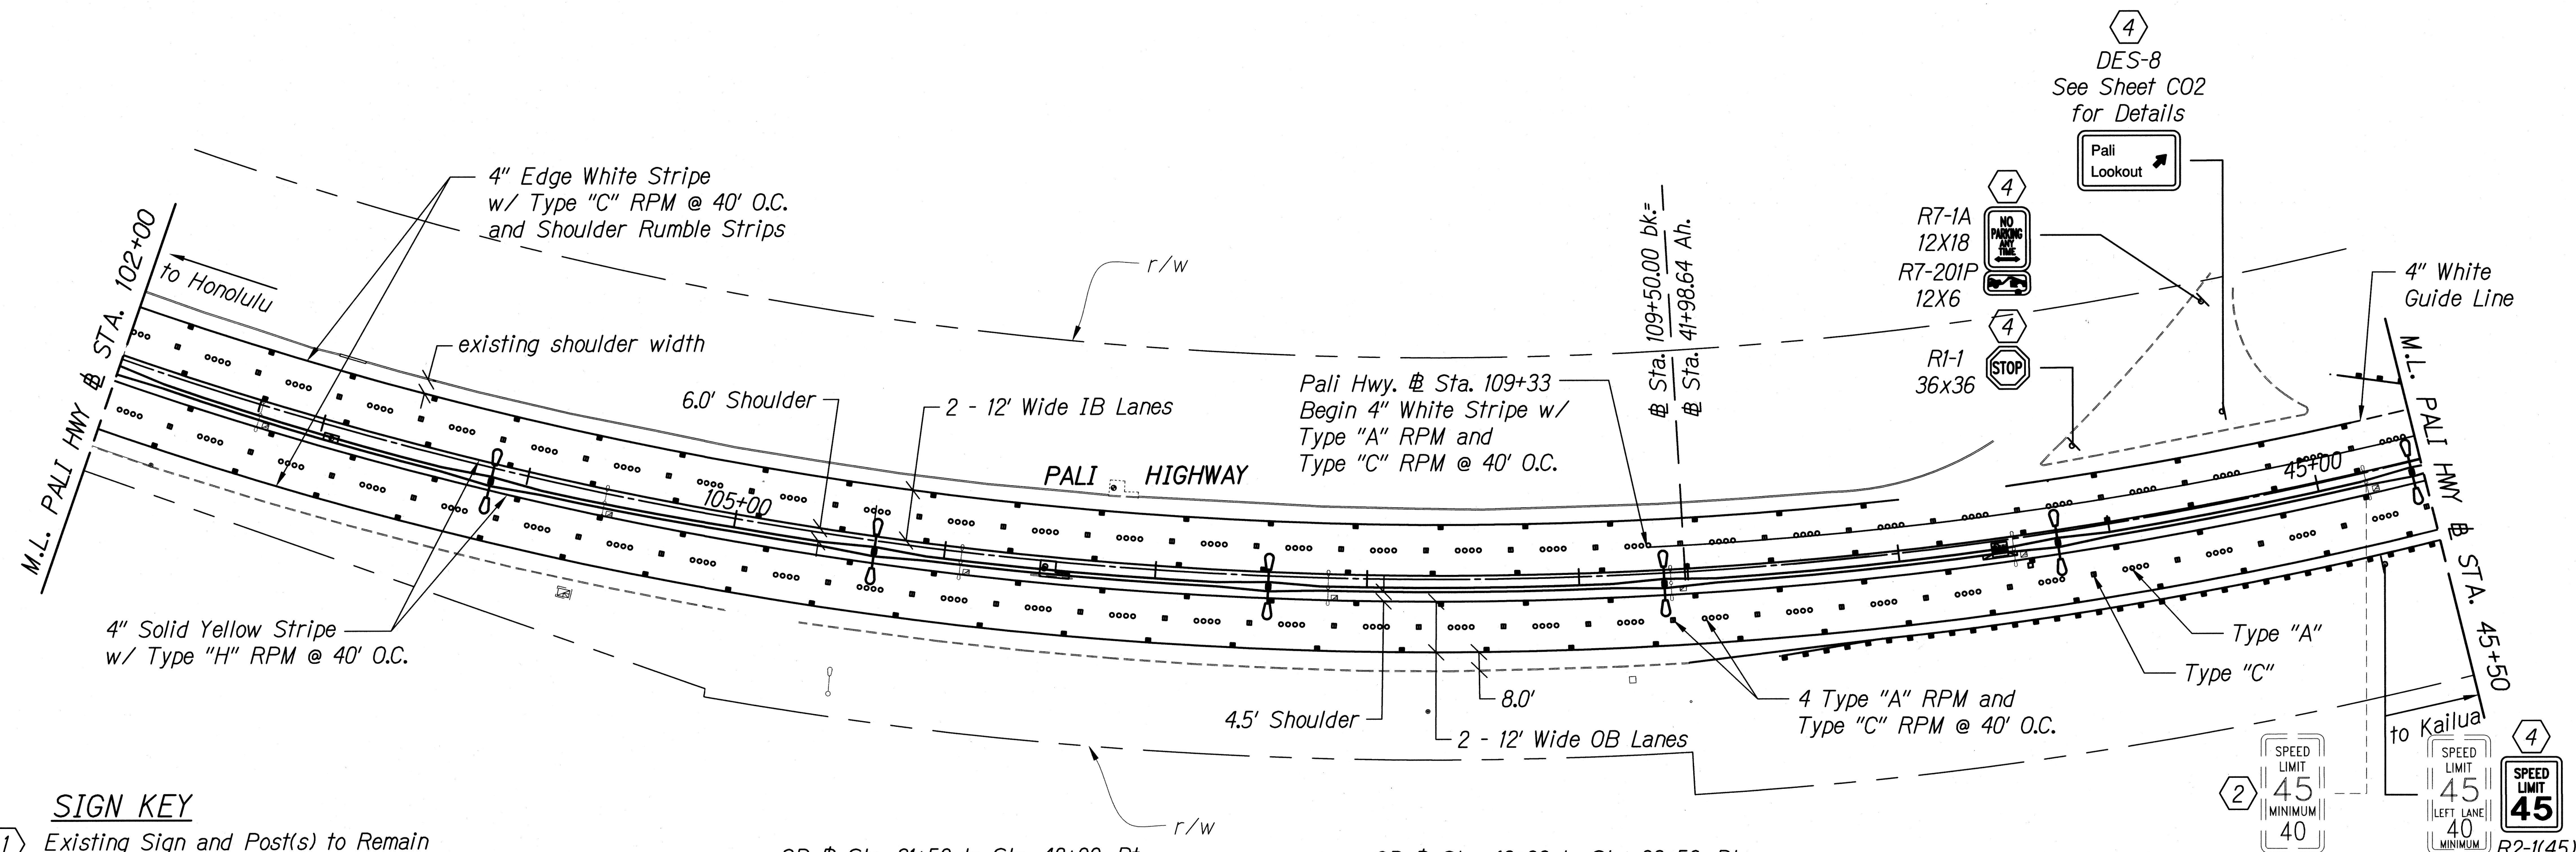 4
DES-8
See Sheet CO2
for Details
Pali
Lookout
4
R7-1A
12X18
NO
PARKING
ANY
TIME
R7-201P
12X6
4
R1-1
36x36
STOP
4" White
Guide Line
4" Edge White Stripe
w/ Type "C" RPM @ 40' O.C.
and Shoulder Rumble Strips
r/w
M.L. PALI HWY ⅊ STA. 102+00
to Honolulu
existing shoulder width
6.0' Shoulder
2 - 12' Wide IB Lanes
Pali Hwy. ⅊ Sta. 109+33
Begin 4" White Stripe w/
Type "A" RPM and
Type "C" RPM @ 40' O.C.
⅊ Sta. 109+50.00 bk.=
⅊ Sta. 41+98.64 Ah.
PALI HIGHWAY
105+00
45+00
M.L. PALI HWY ⅊ STA. 45+50
4" Solid Yellow Stripe
w/ Type "H" RPM @ 40' O.C.
4.5' Shoulder
8.0'
2 - 12' Wide OB Lanes
4 Type "A" RPM and
Type "C" RPM @ 40' O.C.
Type "A"
Type "C"
to Kailua
r/w
2
SPEED
LIMIT
45
MINIMUM
40
SPEED
LIMIT
45
LEFT LANE
40
MINIMUM
4
SPEED
LIMIT
45
R2-1(45)
SIGN KEY
1 Existing Sign and Post(s) to Remain